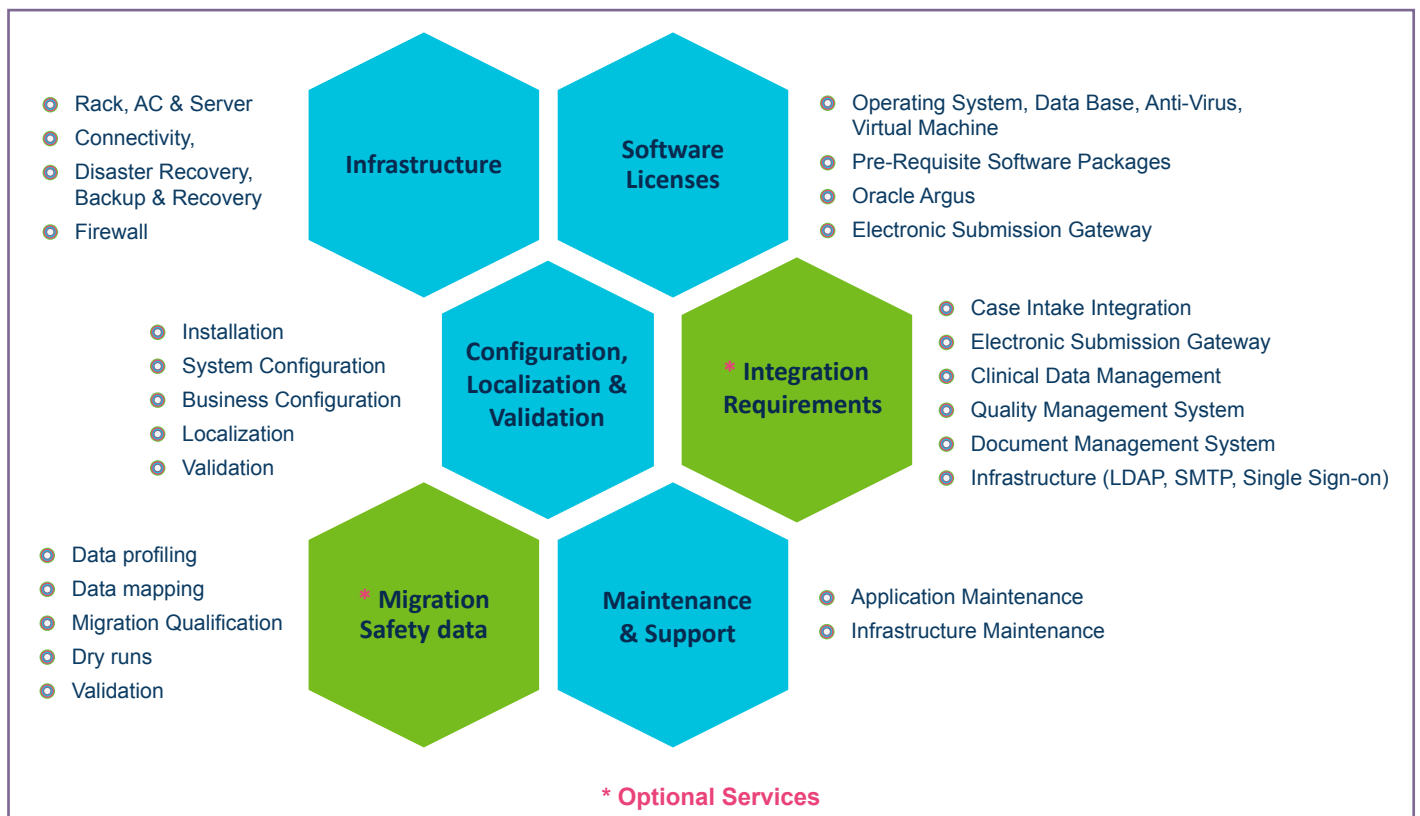 Rack, AC & Server
Connectivity,
Disaster Recovery,
Backup & Recovery
Firewall
Infrastructure
Software
Licenses
Operating System, Data Base, Anti-Virus,
Virtual Machine
Pre-Requisite Software Packages
Oracle Argus
Electronic Submission Gateway
Installation
System Configuration
Business Configuration
Localization
Validation
Configuration,
Localization &
Validation
* Integration
Requirements
Case Intake Integration
Electronic Submission Gateway
Clinical Data Management
Quality Management System
Document Management System
Infrastructure (LDAP, SMTP, Single Sign-on)
Data profiling
Data mapping
Migration Qualification
Dry runs
Validation
* Migration
Safety data
Maintenance
& Support
Application Maintenance
Infrastructure Maintenance
* Optional Services